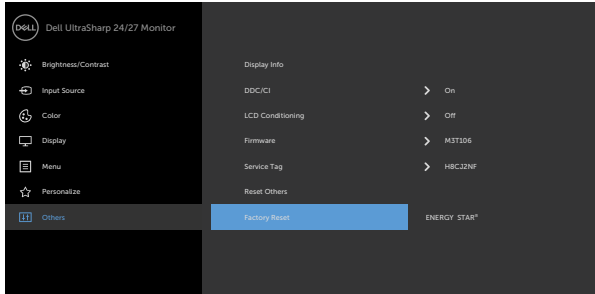 DELL Dell UltraSharp 24/27 Monitor
Brightness/Contrast Display Info
Input Source DDC/CI On
Color LCD Conditioning Off
Display Firmware M3T106
Menu Service Tag H8CJ2NF
Personalize Reset Others
Others Factory Reset ENERGY STAR®